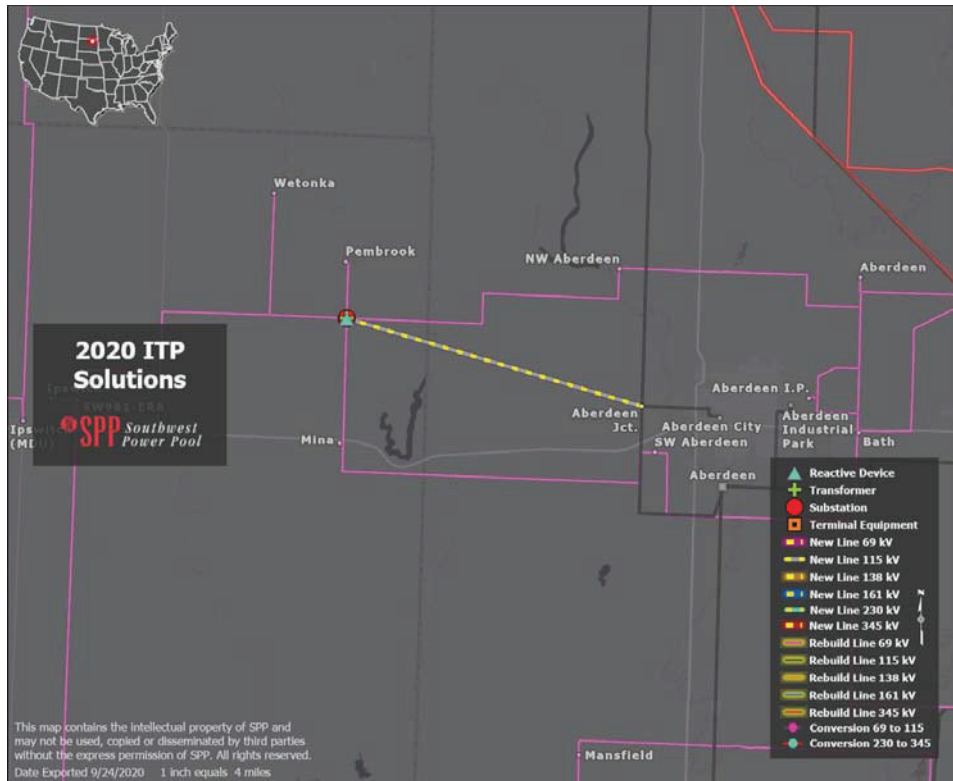 Wetonka
Pembrook
NW Aberdeen
Aberdeen
2020 ITP
Solutions
SPP Southwest
Power Pool
(MDU)
Mina
Aberdeen
Jct.
Aberdeen I.P.
Aberdeen City
Aberdeen
Industrial
Park
SW Aberdeen
Bath
Aberdeen
Reactive Device
Transformer
Substation
Terminal Equipment
New Line 69 kV
New Line 115 kV
New Line 138 kV
New Line 161 kV
New Line 230 kV
New Line 345 kV
N
Rebuild Line 69 kV
Rebuild Line 115 kV
Rebuild Line 138 kV
Rebuild Line 161 kV
Rebuild Line 345 kV
Conversion 69 to 115
Conversion 230 to 345
Mansfield
This map contains the intellectual property of SPP and
may not be used, copied or disseminated by third parties
without the express permission of SPP. All rights reserved.
Date Exported 9/24/2020 1 inch equals 4 miles